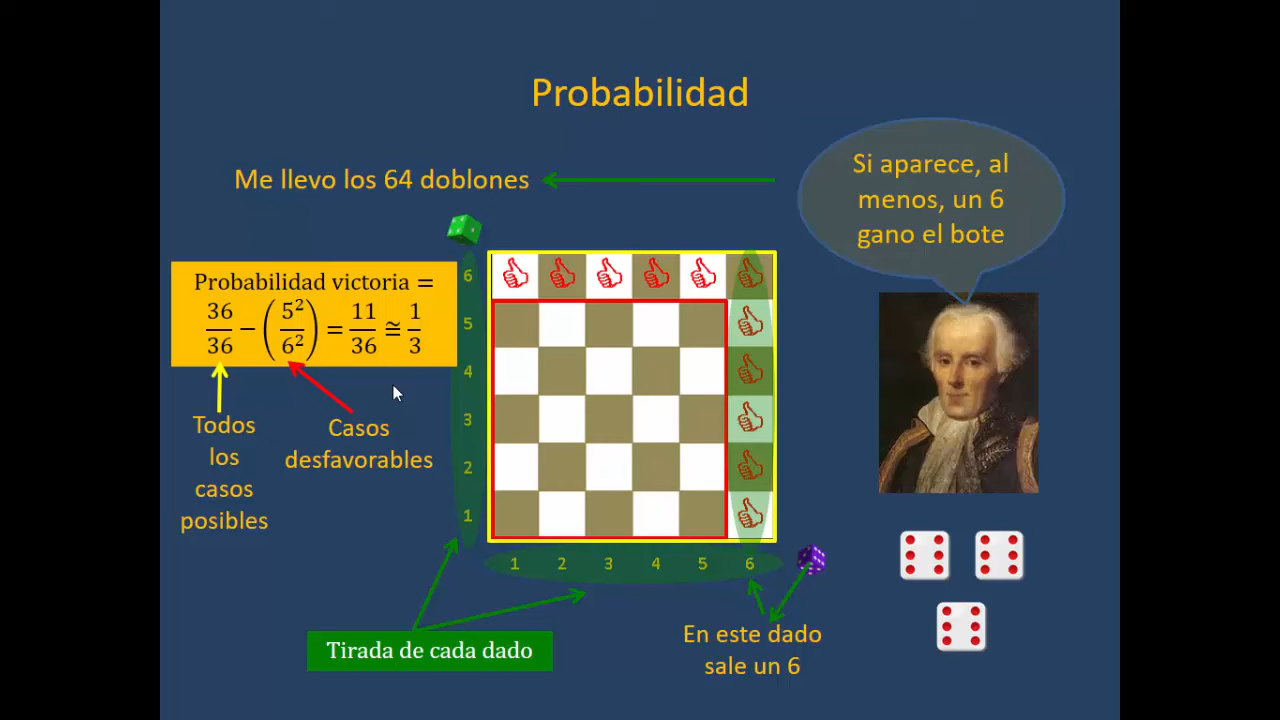 Probabilidad
Me llevo los 64 doblones
Si aparece, al
menos, un 6
gano el bote
Probabilidad victoria =
36/36 − (5²/6²) = 11/36 ≅ 1/3
Todos
los
casos
posibles
Casos
desfavorables
6
5
4
3
2
1
1 2 3 4 5 6
Tirada de cada dado
En este dado
sale un 6